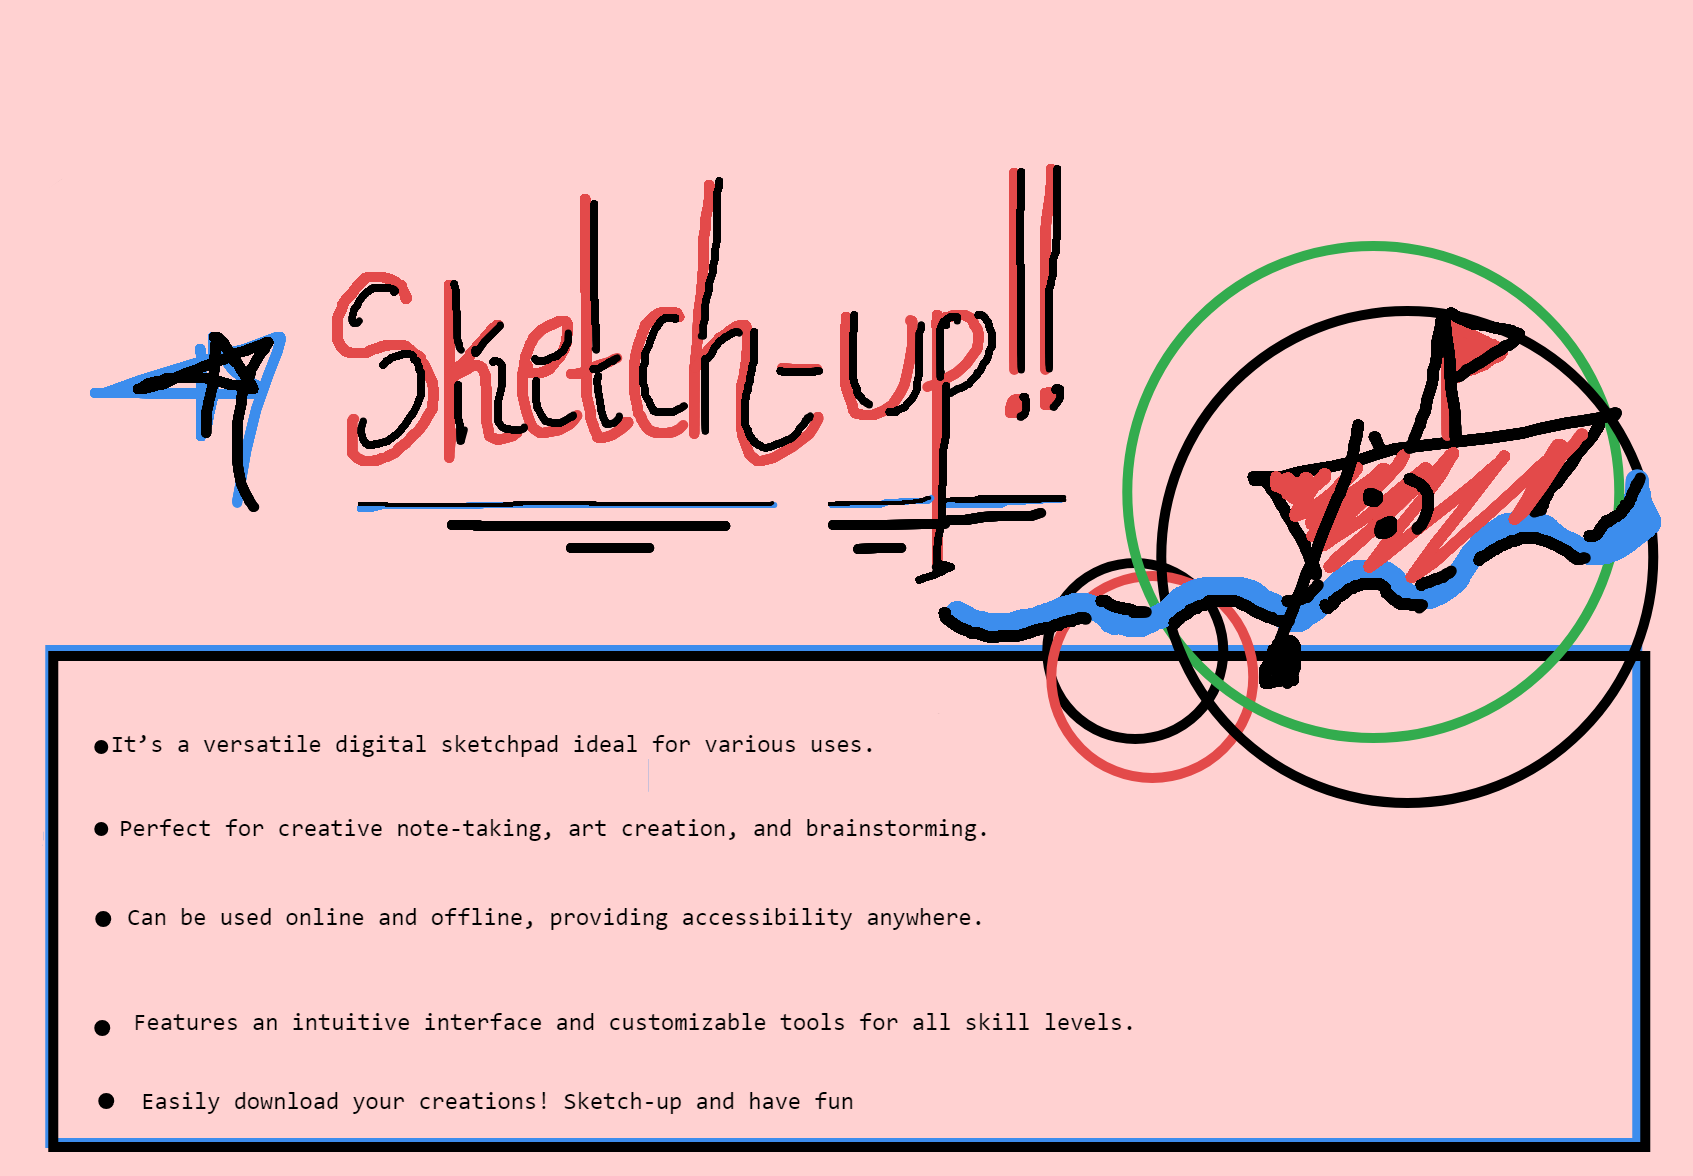 Sketch-up!!
●It’s a versatile digital sketchpad ideal for various uses.
● Perfect for creative note-taking, art creation, and brainstorming.
● Can be used online and offline, providing accessibility anywhere.
● Features an intuitive interface and customizable tools for all skill levels.
● Easily download your creations! Sketch-up and have fun